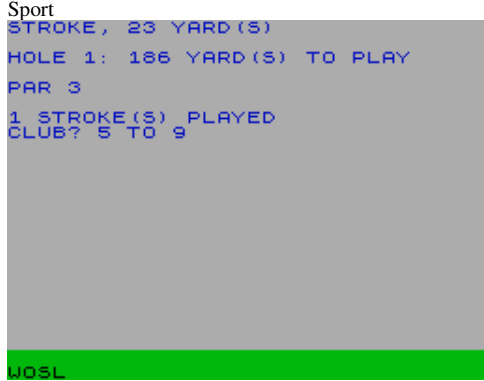 Sport
STROKE, 23 YARD(S)
HOLE 1: 186 YARD(S) TO PLAY
PAR 3
1 STROKE(S) PLAYED
CLUB? 5 TO 9
WOSL